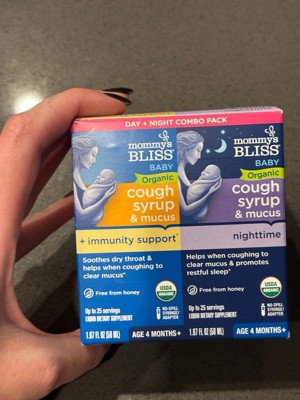 DAY + NIGHT COMBO PACK
mommy's
BLISS
BABY
Organic
cough
syrup
& mucus
+ immunity support*
Soothes dry throat &
helps when coughing to
clear mucus*
Free from honey
USDA
ORGANIC
Up to 25 servings
LIQUID DIETARY SUPPLEMENT
NO-SPILL
SYRINGE/
ADAPTER
1.67 FL OZ (50 mL)
AGE 4 MONTHS+
mommy's
BLISS
BABY
Organic
cough
syrup
& mucus
nighttime
Helps when coughing to
clear mucus & promotes
restful sleep*
Free from honey
USDA
ORGANIC
Up to 25 servings
LIQUID DIETARY SUPPLEMENT
NO-SPILL
SYRINGE/
ADAPTER
1.67 FL OZ (50 mL)
AGE 4 MONTHS+